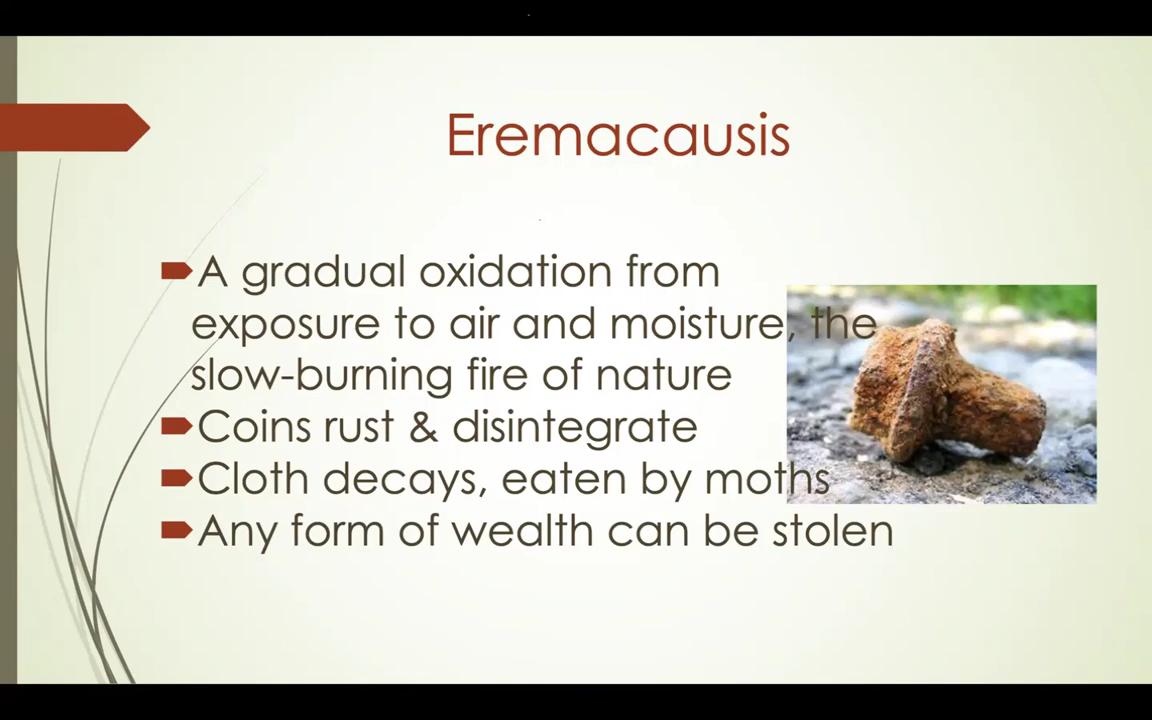 Eremacausis
A gradual oxidation from
exposure to air and moisture, the
slow-burning fire of nature
Coins rust & disintegrate
Cloth decays, eaten by moths
Any form of wealth can be stolen